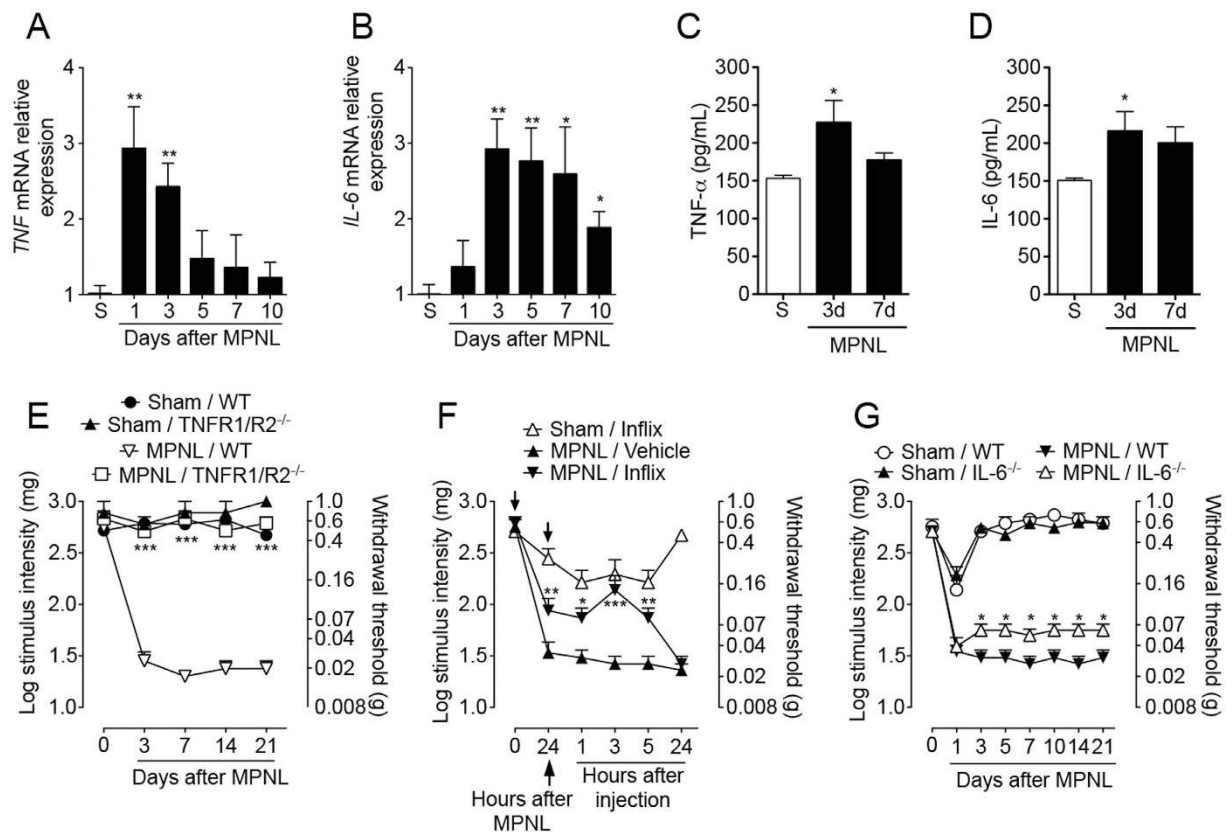 A
TNF mRNA relative
expression
4
3
2
1
**
**
S 1 3 5 7 10
Days after MPNL
B
IL-6 mRNA relative
expression
4
3
2
1
**
**
*
*
S 1 3 5 7 10
Days after MPNL
C
TNF-α (pg/mL)
300
250
200
150
100
50
0
*
S 3d 7d
MPNL
D
IL-6 (pg/mL)
300
250
200
150
100
50
0
*
S 3d 7d
MPNL
E
Sham / WT
Sham / TNFR1/R2-/-
MPNL / WT
MPNL / TNFR1/R2-/-
Log stimulus intensity (mg)
3.0
2.5
2.0
1.5
1.0
*** *** *** ***
Withdrawal threshold (g)
1.0
0.6
0.4
0.16
0.07
0.04
0.02
0.008
0 3 7 14 21
Days after MPNL
F
Sham / Inflix
MPNL / Vehicle
MPNL / Inflix
Log stimulus intensity (mg)
3.0
2.5
2.0
1.5
1.0
** * *** **
Withdrawal threshold (g)
1.0
0.6
0.4
0.16
0.07
0.04
0.02
0.008
0 24 1 3 5 24
Hours after
MPNL
Hours after
injection
G
Sham / WT MPNL / WT
Sham / IL-6-/- MPNL / IL-6-/-
Log stimulus intensity (mg)
3.0
2.5
2.0
1.5
1.0
* * * * * *
Withdrawal threshold (g)
1.0
0.6
0.4
0.16
0.07
0.04
0.02
0.008
0 1 3 5 7 10 14 21
Days after MPNL